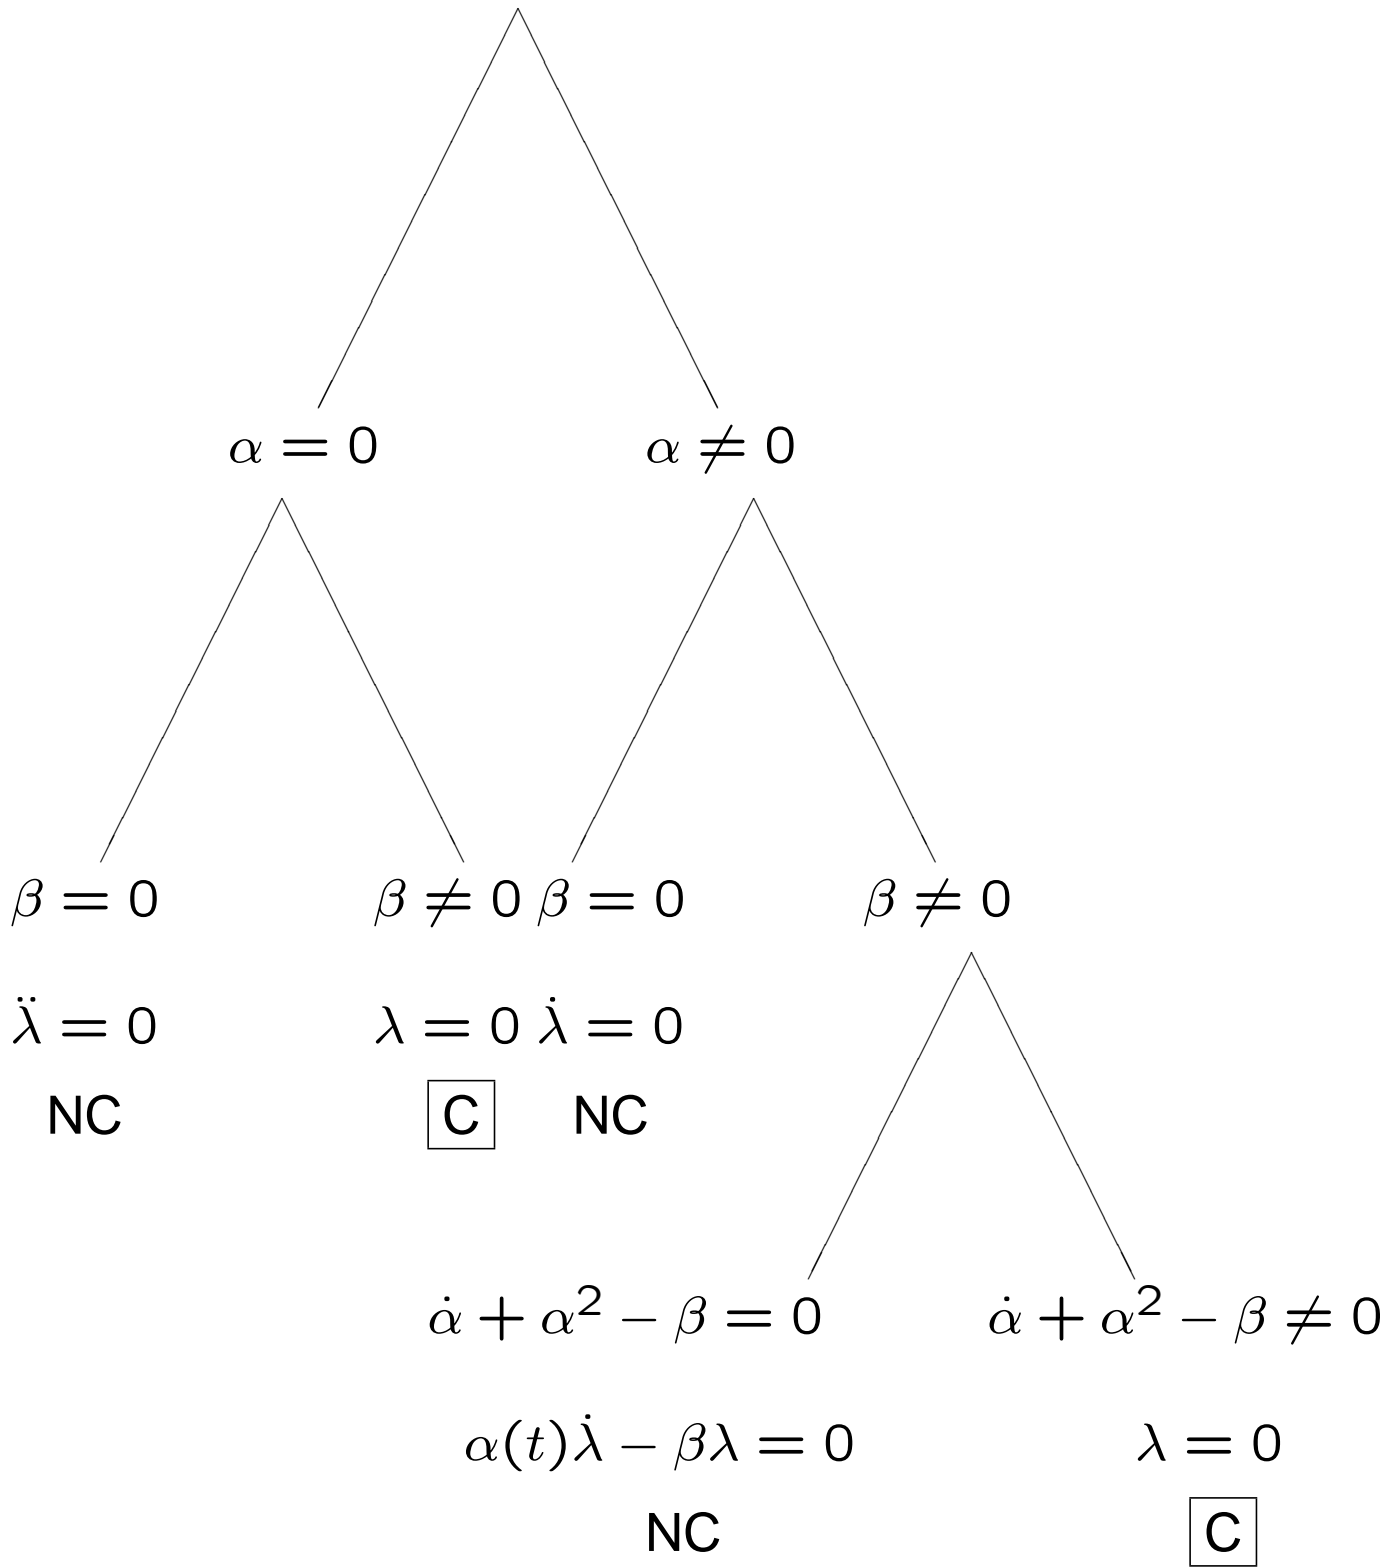 α = 0 α ≠ 0
β = 0 β ≠ 0 β = 0 β ≠ 0
λ̈ = 0 λ = 0 λ̇ = 0
NC C NC
α̇ + α² − β = 0 α̇ + α² − β ≠ 0
α(t)λ̇ − βλ = 0 λ = 0
NC C